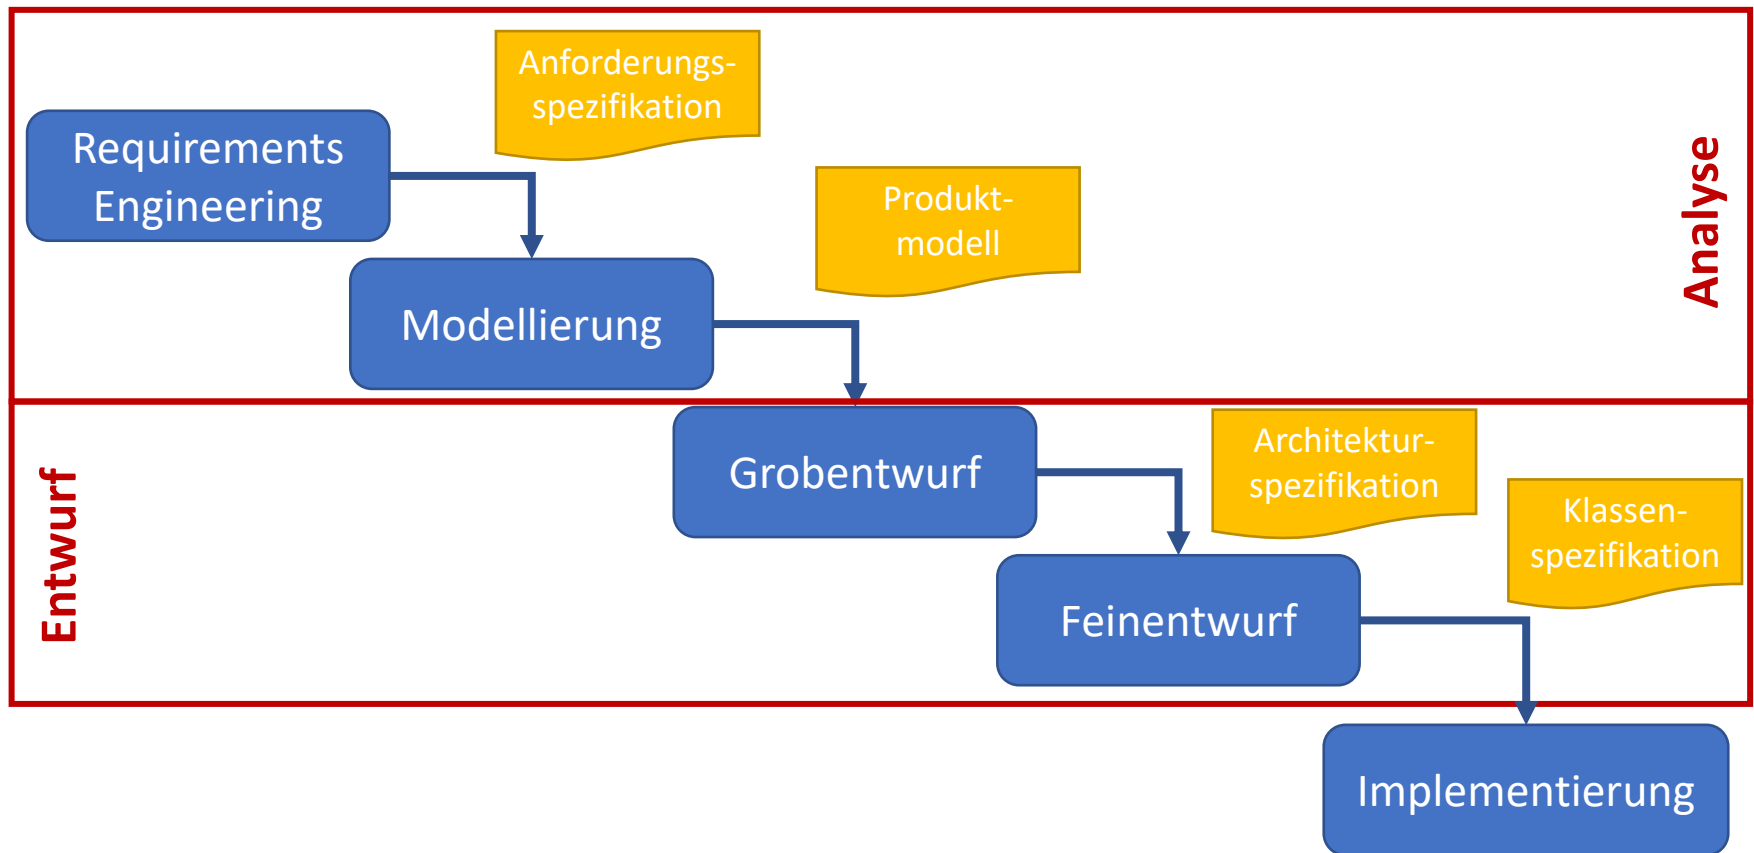 Anforderungs-
spezifikation
Requirements
Engineering
Produkt-
modell
Analyse
Modellierung
Grobentwurf
Architektur-
spezifikation
Klassen-
spezifikation
Entwurf
Feinentwurf
Implementierung